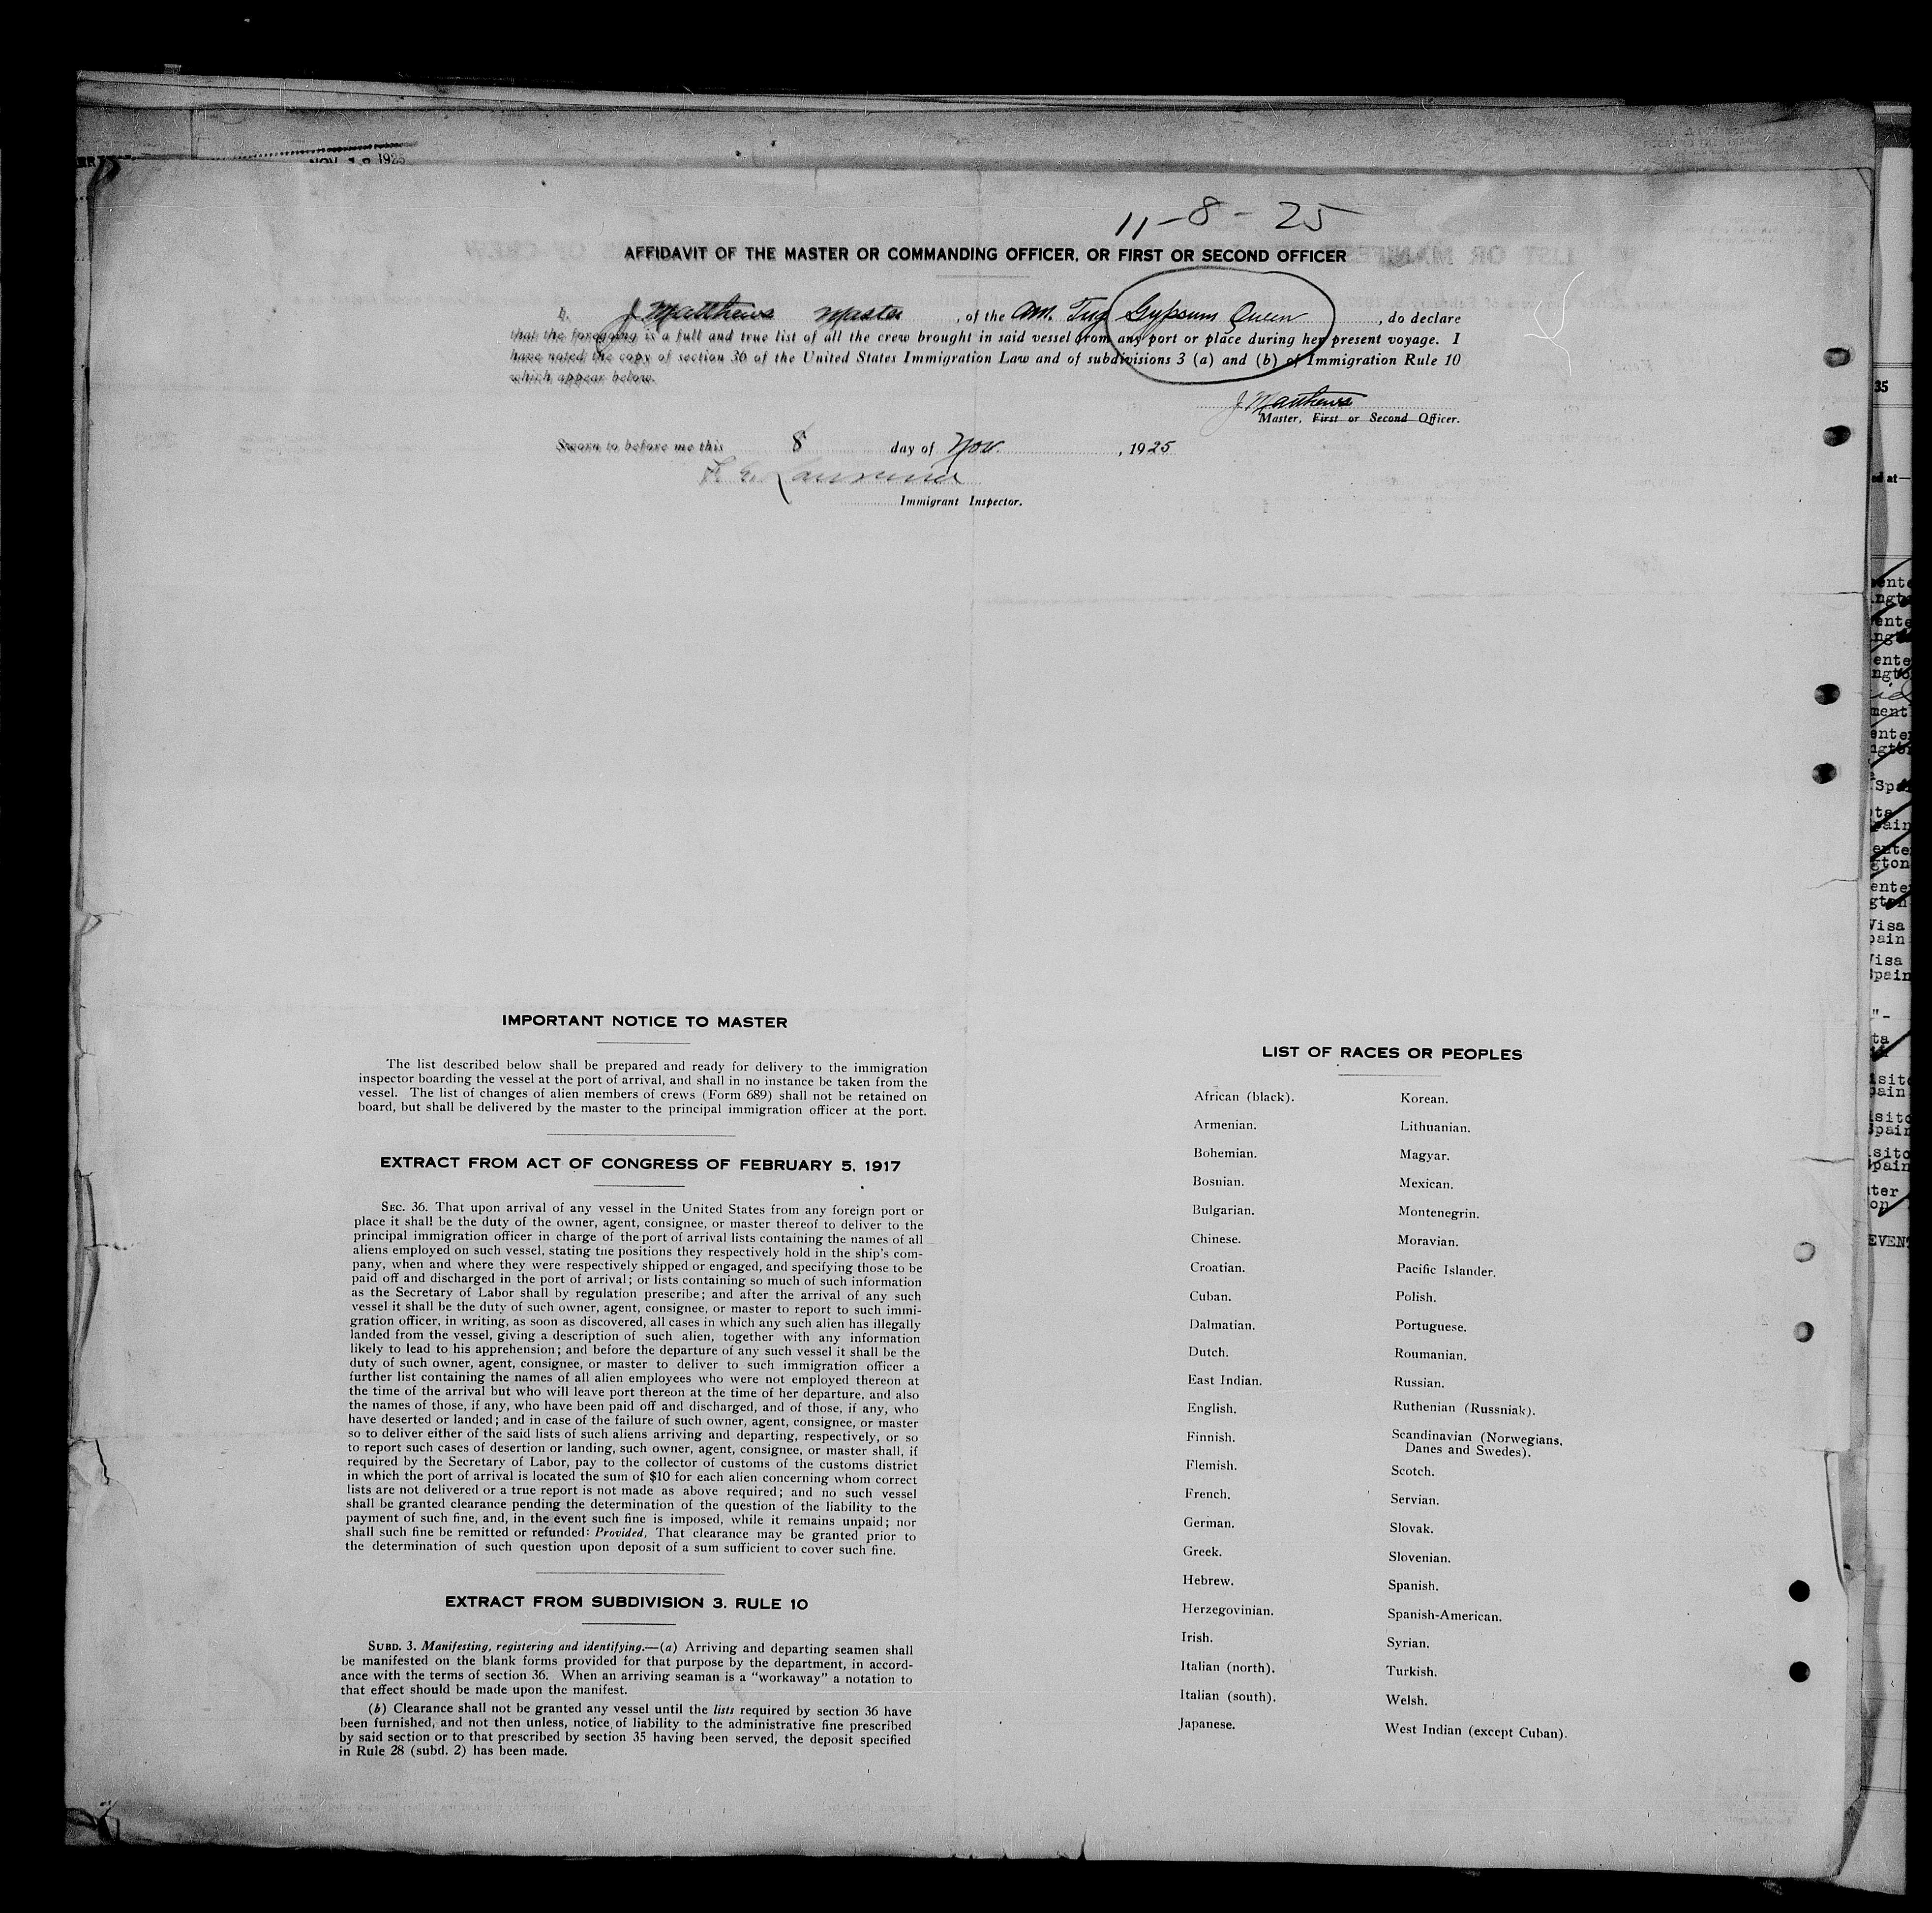 NOV 1925
11-8-25
AFFIDAVIT OF THE MASTER OR COMMANDING OFFICER, OR FIRST OR SECOND OFFICER
I, J Matthews Master, of the Am. Tug Gypsum Queen, do declare
that the foregoing is a full and true list of all the crew brought in said vessel from any port or place during her present voyage. I
have noted the copy of section 36 of the United States Immigration Law and of subdivisions 3 (a) and (b) of Immigration Rule 10
which appear below.
J Matthews
Master, First or Second Officer.
Sworn to before me this 8 day of Nov. , 1925
Immigrant Inspector.
IMPORTANT NOTICE TO MASTER
The list described below shall be prepared and ready for delivery to the immigration
inspector boarding the vessel at the port of arrival, and shall in no instance be taken from the
vessel. The list of changes of alien members of crews (Form 689) shall not be retained on
board, but shall be delivered by the master to the principal immigration officer at the port.
EXTRACT FROM ACT OF CONGRESS OF FEBRUARY 5, 1917
SEC. 36. That upon arrival of any vessel in the United States from any foreign port or
place it shall be the duty of the owner, agent, consignee, or master thereof to deliver to the
principal immigration officer in charge of the port of arrival lists containing the names of all
aliens employed on such vessel, stating the positions they respectively hold in the ship's com-
pany, when and where they were respectively shipped or engaged, and specifying those to be
paid off and discharged in the port of arrival; or lists containing so much of such information
as the Secretary of Labor shall by regulation prescribe; and after the arrival of any such
vessel it shall be the duty of such owner, agent, consignee, or master to report to such immi-
gration officer, in writing, as soon as discovered, all cases in which any such alien has illegally
landed from the vessel, giving a description of such alien, together with any information
likely to lead to his apprehension; and before the departure of any such vessel it shall be the
duty of such owner, agent, consignee, or master to deliver to such immigration officer a
further list containing the names of all alien employees who were not employed thereon at
the time of the arrival but who will leave port thereon at the time of her departure, and also
the names of those, if any, who have been paid off and discharged, and of those, if any, who
have deserted or landed; and in case of the failure of such owner, agent, consignee, or master
so to deliver either of the said lists of such aliens arriving and departing, respectively, or so
to report such cases of desertion or landing, such owner, agent, consignee, or master shall, if
required by the Secretary of Labor, pay to the collector of customs of the customs district
in which the port of arrival is located the sum of $10 for each alien concerning whom correct
lists are not delivered or a true report is not made as above required; and no such vessel
shall be granted clearance pending the determination of the question of the liability to the
payment of such fine, and, in the event such fine is imposed, while it remains unpaid; nor
shall such fine be remitted or refunded: Provided, That clearance may be granted prior to
the determination of such question upon deposit of a sum sufficient to cover such fine.
EXTRACT FROM SUBDIVISION 3, RULE 10
SUBD. 3. Manifesting, registering and identifying.—(a) Arriving and departing seamen shall
be manifested on the blank forms provided for that purpose by the department, in accord-
ance with the terms of section 36. When an arriving seaman is a "workaway" a notation to
that effect should be made upon the manifest.
(b) Clearance shall not be granted any vessel until the lists required by section 36 have
been furnished, and not then unless, notice of liability to the administrative fine prescribed
by said section or to that prescribed by section 35 having been served, the deposit specified
in Rule 28 (subd. 2) has been made.
LIST OF RACES OR PEOPLES
African (black).
Armenian.
Bohemian.
Bosnian.
Bulgarian.
Chinese.
Croatian.
Cuban.
Dalmatian.
Dutch.
East Indian.
English.
Finnish.
Flemish.
French.
German.
Greek.
Hebrew.
Herzegovinian.
Irish.
Italian (north).
Italian (south).
Japanese.
Korean.
Lithuanian.
Magyar.
Mexican.
Montenegrin.
Moravian.
Pacific Islander.
Polish.
Portuguese.
Roumanian.
Russian.
Ruthenian (Russniak).
Scandinavian (Norwegians,
Danes and Swedes).
Scotch.
Servian.
Slovak.
Slovenian.
Spanish.
Spanish-American.
Syrian.
Turkish.
Welsh.
West Indian (except Cuban).
35